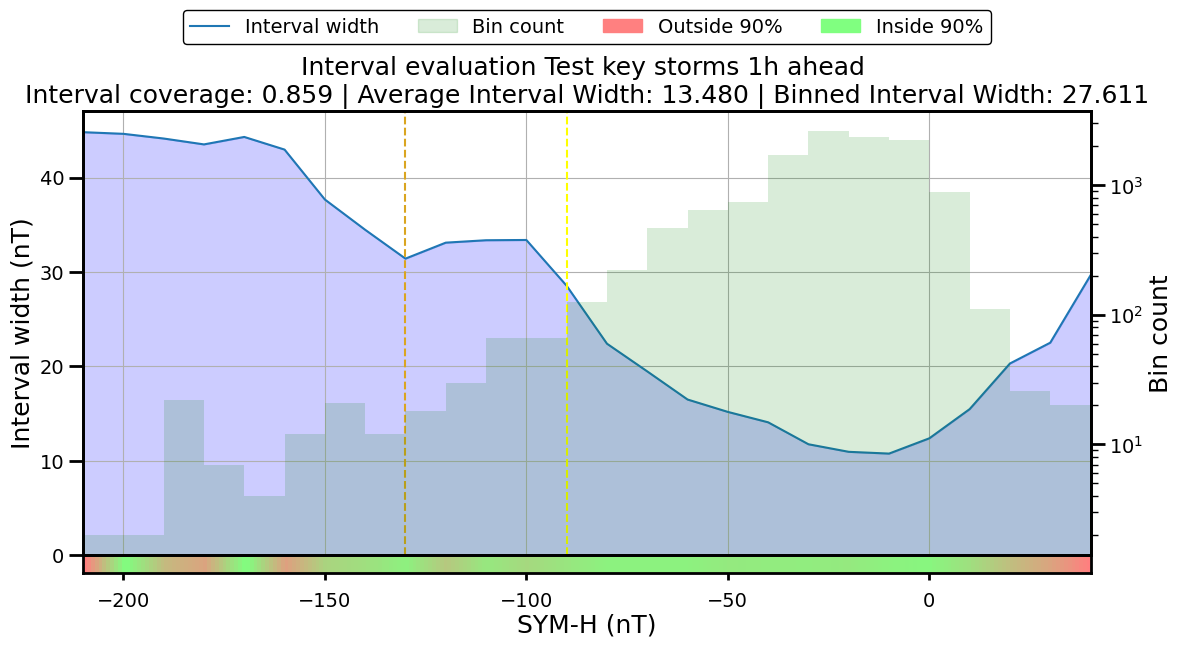 Interval width Bin count Outside 90% Inside 90%
Interval evaluation Test key storms 1h ahead
Interval coverage: 0.859 | Average Interval Width: 13.480 | Binned Interval Width: 27.611
Interval width (nT)
40
30
20
10
0
10³
10²
10¹
Bin count
−200 −150 −100 −50 0
SYM-H (nT)